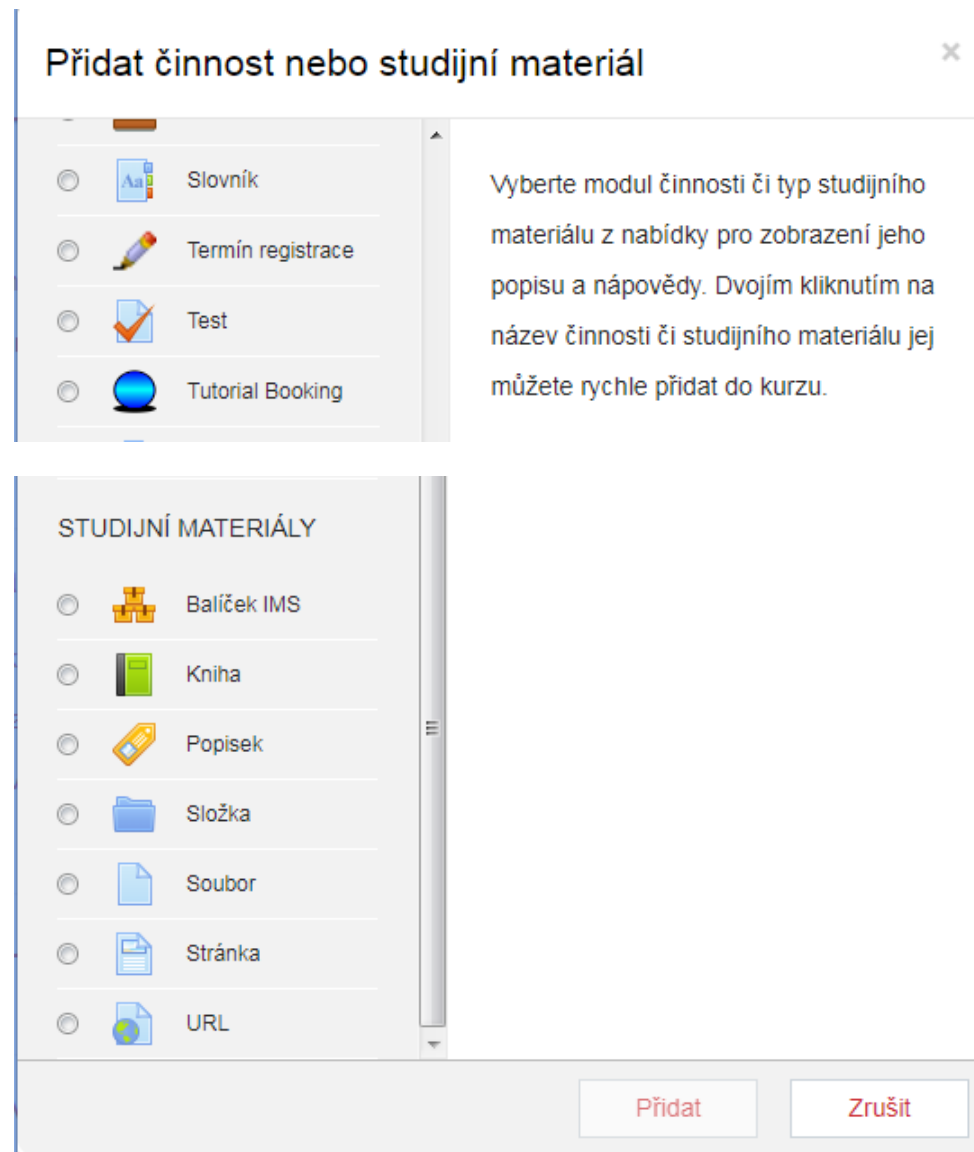 Přidat činnost nebo studijní materiál
×
Aa
Slovník
Termín registrace
Test
Tutorial Booking
Vyberte modul činnosti či typ studijního
materiálu z nabídky pro zobrazení jeho
popisu a nápovědy. Dvojím kliknutím na
název činnosti či studijního materiálu jej
můžete rychle přidat do kurzu.
STUDIJNÍ MATERIÁLY
Balíček IMS
Kniha
Popisek
Složka
Soubor
Stránka
URL
Přidat
Zrušit